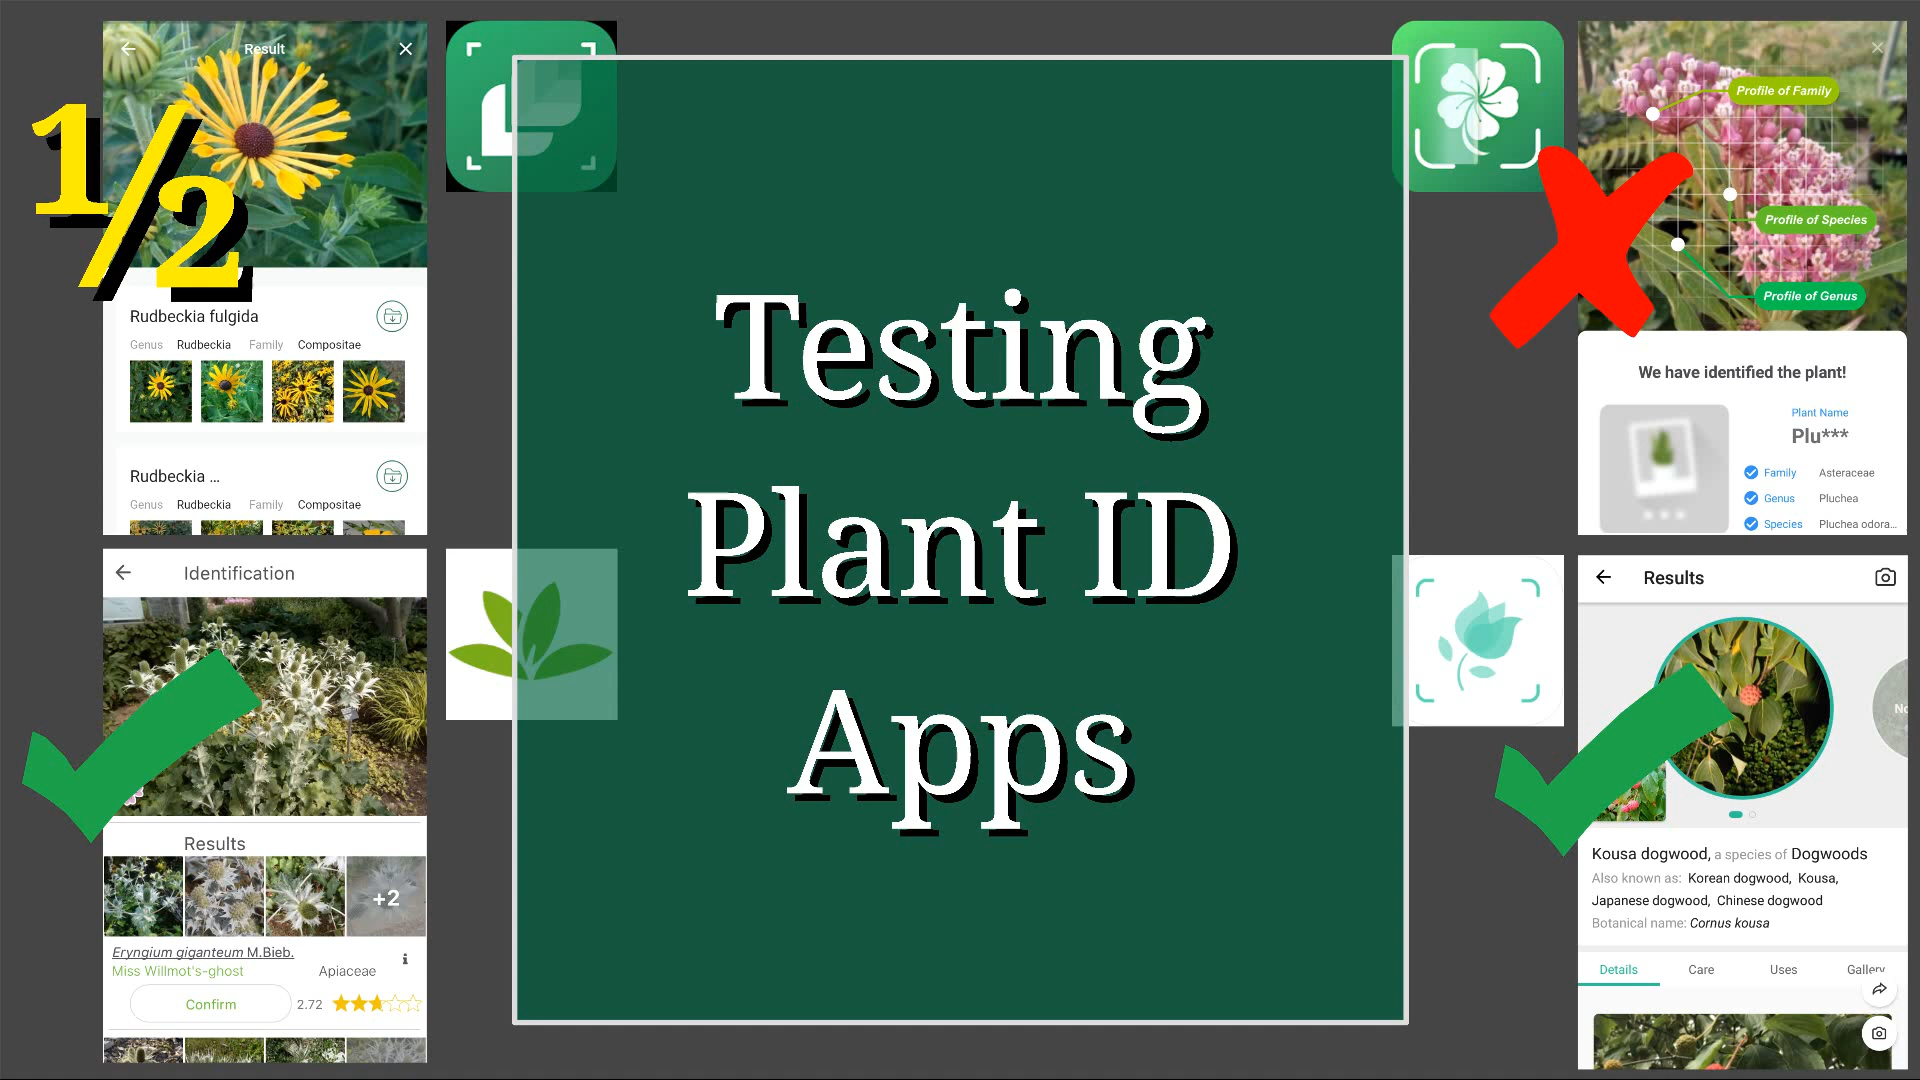 Result
1/2
Rudbeckia fulgida
Genus Rudbeckia Family Compositae
Rudbeckia ...
Genus Rudbeckia Family Compositae
Identification
Results
+2
Eryngium giganteum M.Bieb.
Miss Willmot's-ghost Apiaceae
Confirm 2.72
Testing
Plant ID
Apps
Profile of Family
Profile of Species
Profile of Genus
We have identified the plant!
Plant Name
Plu***
Family Asteraceae
Genus Pluchea
Species Pluchea odora...
Results
Kousa dogwood, a species of Dogwoods
Also known as: Korean dogwood, Kousa,
Japanese dogwood, Chinese dogwood
Botanical name: Cornus kousa
Details Care Uses Gallery